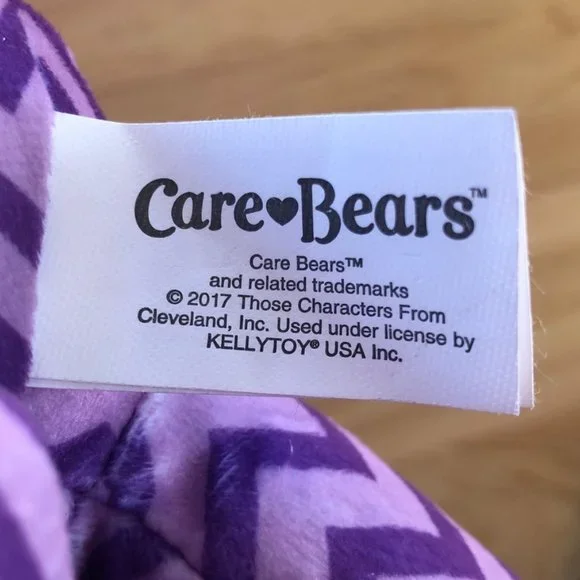 Care♥Bears™
Care Bears™
and related trademarks
© 2017 Those Characters From
Cleveland, Inc. Used under license by
KELLYTOY® USA Inc.